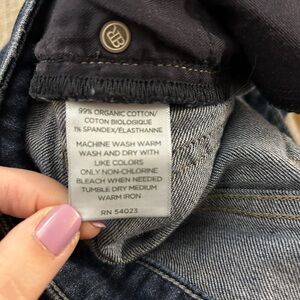 99% ORGANIC COTTON/
COTON BIOLOGIQUE
1% SPANDEX/ÉLASTHANNE
MACHINE WASH WARM
WASH AND DRY WITH
LIKE COLORS
ONLY NON-CHLORINE
BLEACH WHEN NEEDED
TUMBLE DRY MEDIUM
WARM IRON
RN 54023